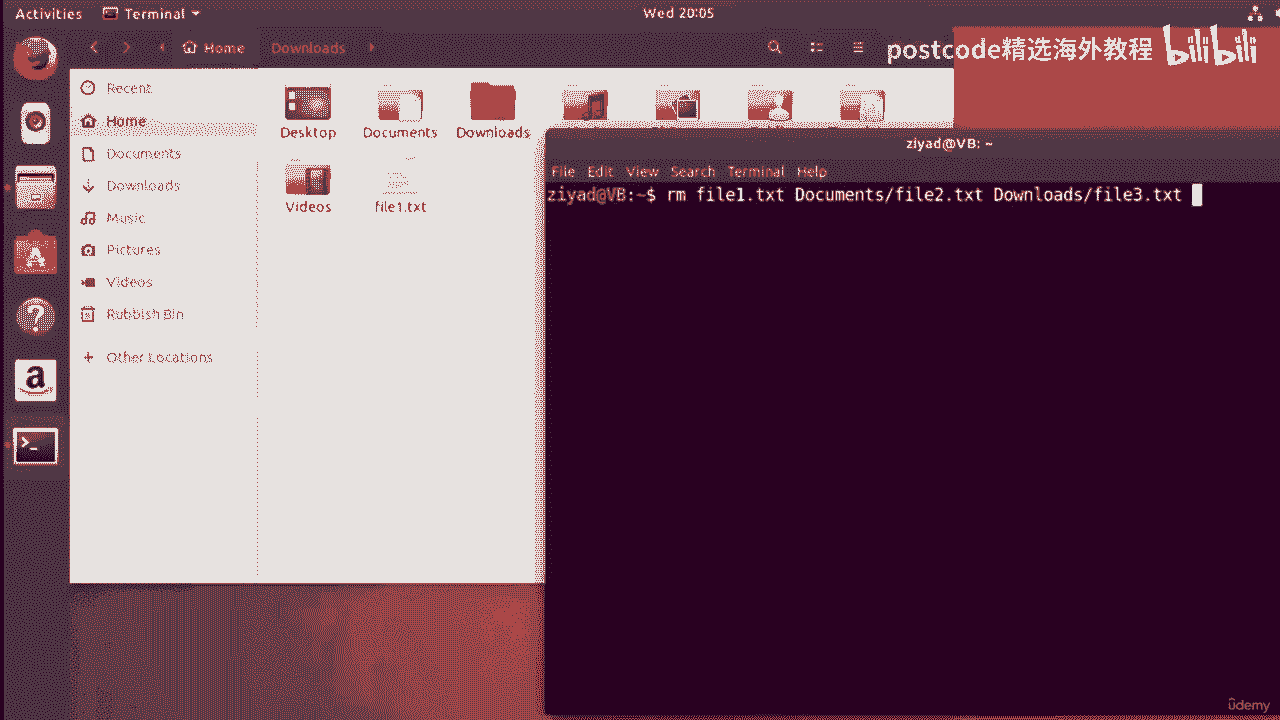 Activities Terminal Wed 20:05
Home Downloads
postcode精选海外教程 bilibili
Recent
Home
Documents
Downloads
Music
Pictures
Videos
Rubbish Bin
Other Locations
Desktop Documents Downloads
Videos file1.txt
ziyad@VB: ~
File Edit View Search Terminal Help
ziyad@VB:~$ rm file1.txt Documents/file2.txt Downloads/file3.txt
a
ûdemy